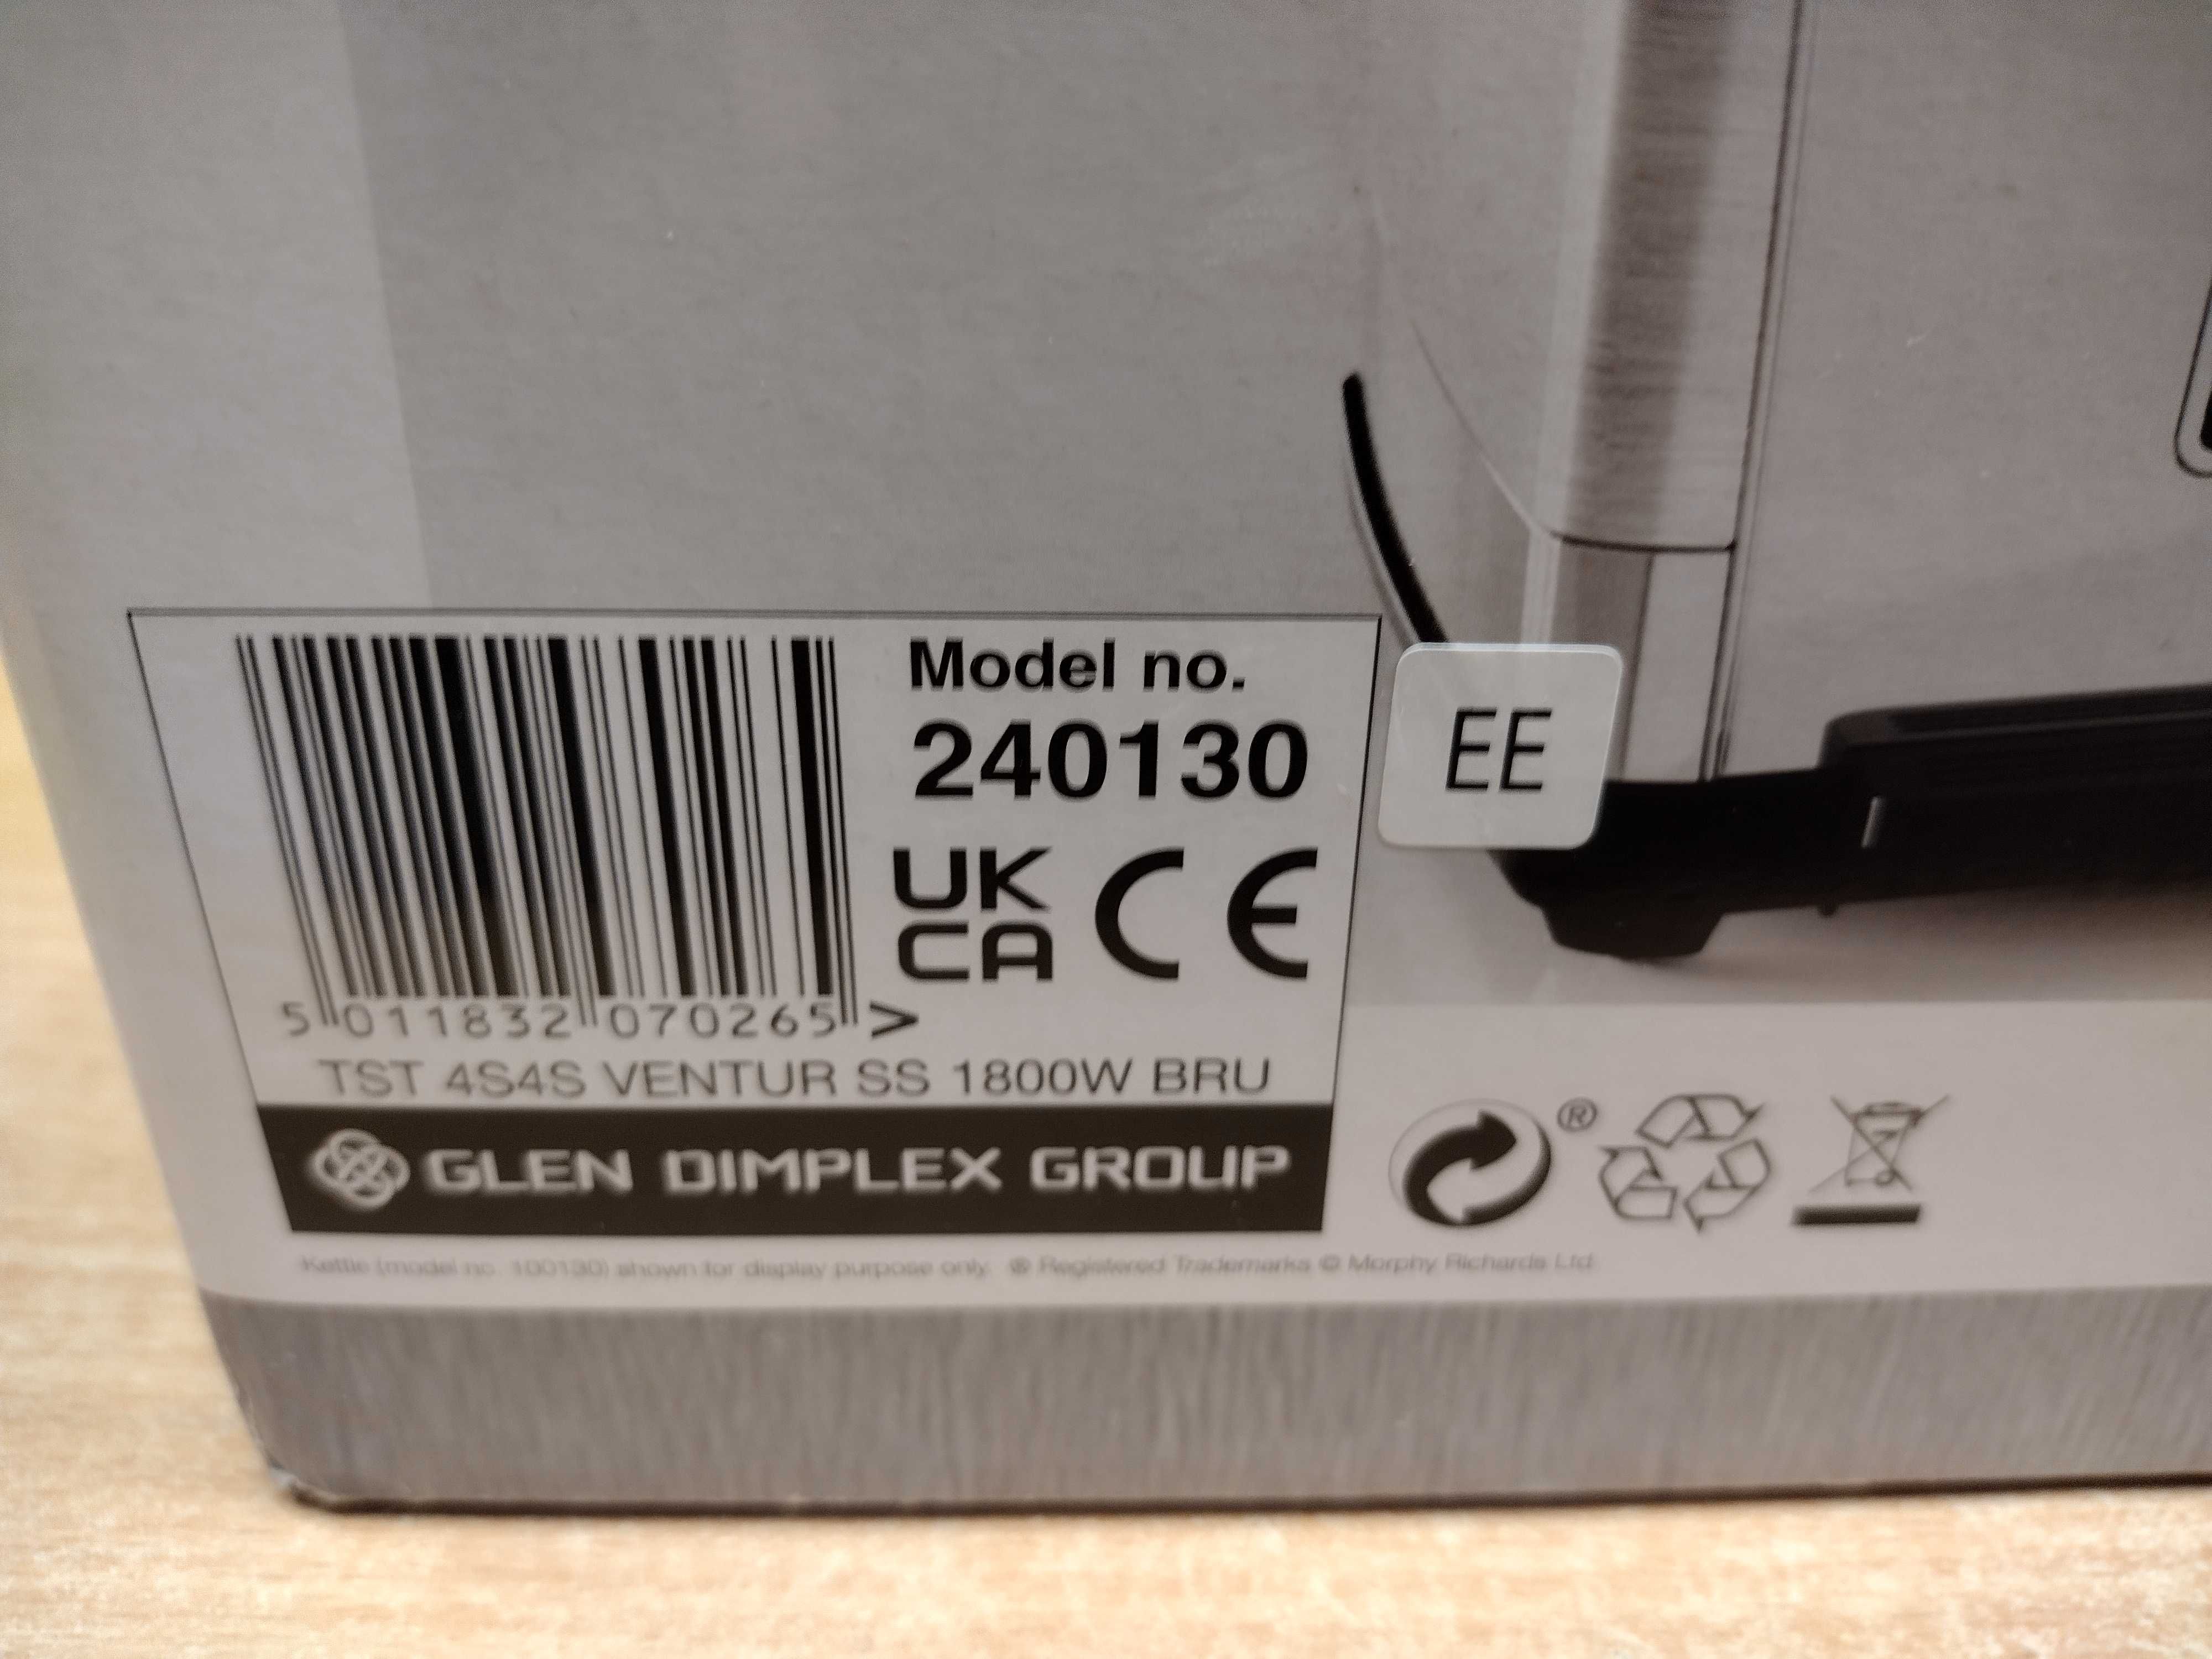 Model no.
240130
EE
UK
CA CE
5 011832 070265 >
TST 4S4S VENTUR SS 1800W BRU
GLEN DIMPLEX GROUP
®
Kettle (model no. 100130) shown for display purpose only. ® Registered Trademarks © Morphy Richards Ltd.